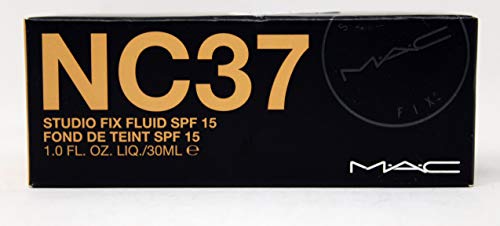 NC37
STUDIO FIX FLUID SPF 15
FOND DE TEINT SPF 15
1.0 FL. OZ. LIQ./30ML ℮
MAC
FIX
MAC